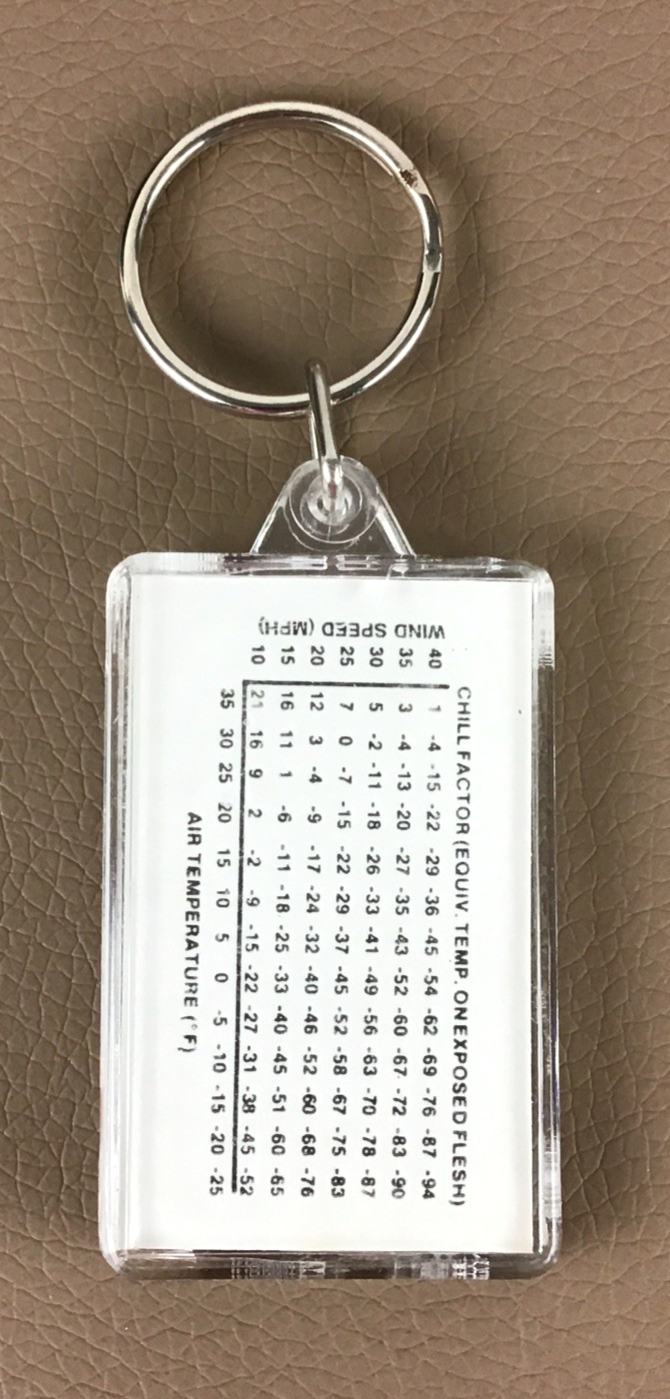 CHILL FACTOR (EQUIV. TEMP. ON EXPOSED FLESH)
WIND SPEED (MPH)
40 1 -4 -15 -22 -29 -36 -45 -54 -62 -69 -76 -87 -94
35 3 -4 -13 -20 -27 -35 -43 -52 -60 -67 -72 -83 -90
30 5 -2 -11 -18 -26 -33 -41 -49 -56 -63 -70 -78 -87
25 7 0 -7 -15 -22 -29 -37 -45 -52 -58 -67 -75 -83
20 12 3 -4 -9 -17 -24 -32 -40 -46 -52 -60 -68 -76
15 16 11 1 -6 -11 -18 -25 -33 -40 -45 -51 -60 -65
10 21 16 9 2 -2 -9 -15 -22 -27 -31 -38 -45 -52
35 30 25 20 15 10 5 0 -5 -10 -15 -20 -25
AIR TEMPERATURE (°F)